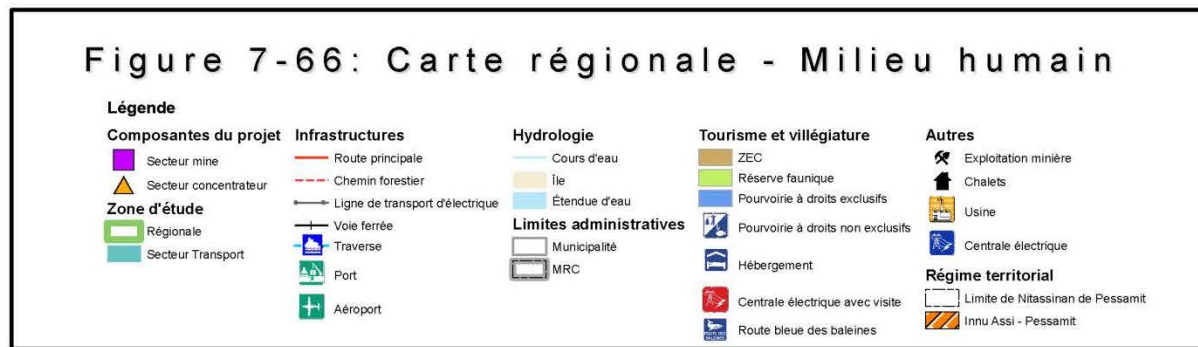 Figure 7-66: Carte régionale - Milieu humain
Légende
Composantes du projet
Secteur mine
Secteur concentrateur
Zone d'étude
Régionale
Secteur Transport
Infrastructures
Route principale
Chemin forestier
Ligne de transport d'électrique
Voie ferrée
Traverse
Port
Aéroport
Hydrologie
Cours d'eau
Île
Étendue d'eau
Limites administratives
Municipalité
MRC
Tourisme et villégiature
ZEC
Réserve faunique
Pourvoirie à droits exclusifs
Pourvoirie à droits non exclusifs
Hébergement
Centrale électrique avec visite
Route bleue des baleines
Autres
Exploitation minière
Chalets
Usine
Centrale électrique
Régime territorial
Limite de Nitassinan de Pessamit
Innu Assi - Pessamit